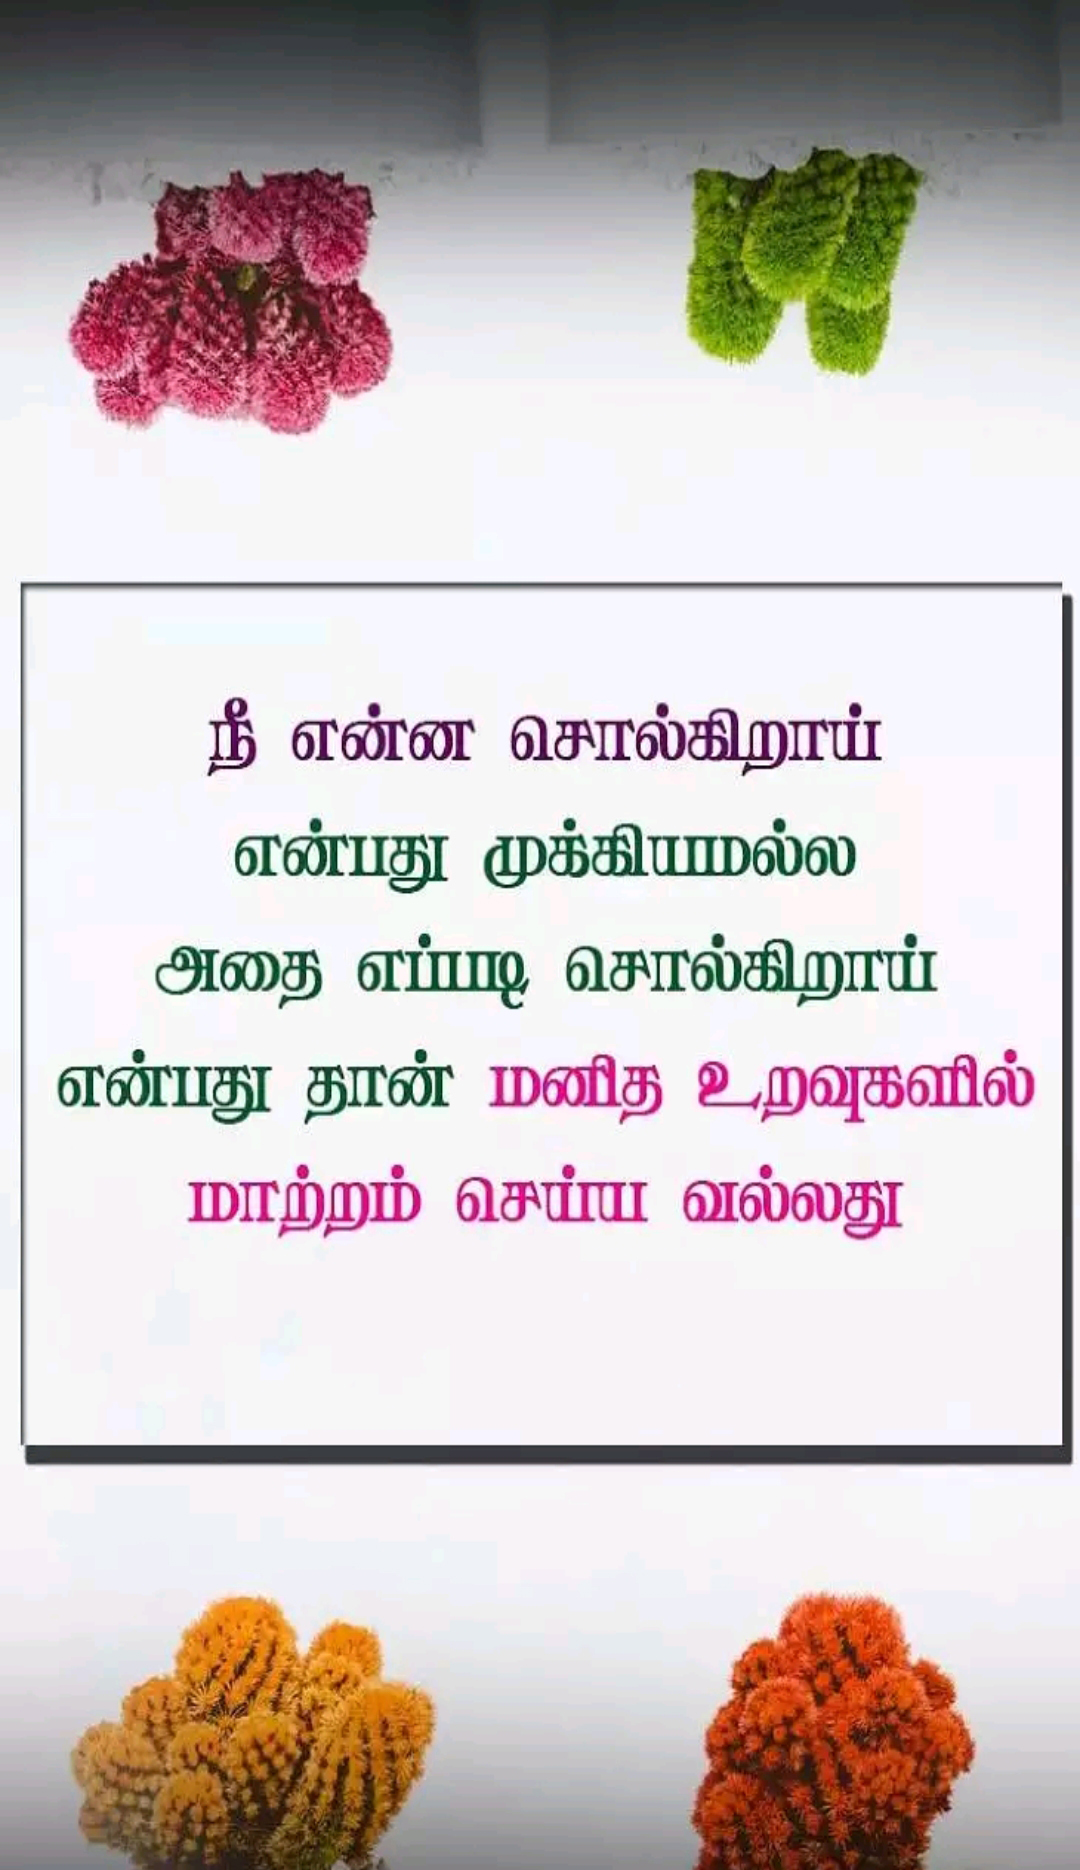 நீ என்ன சொல்கிறாய்
என்பது முக்கியமல்ல
அதை எப்படி சொல்கிறாய்
என்பது தான் மனித உறவுகளில்
மாற்றம் செய்ய வல்லது